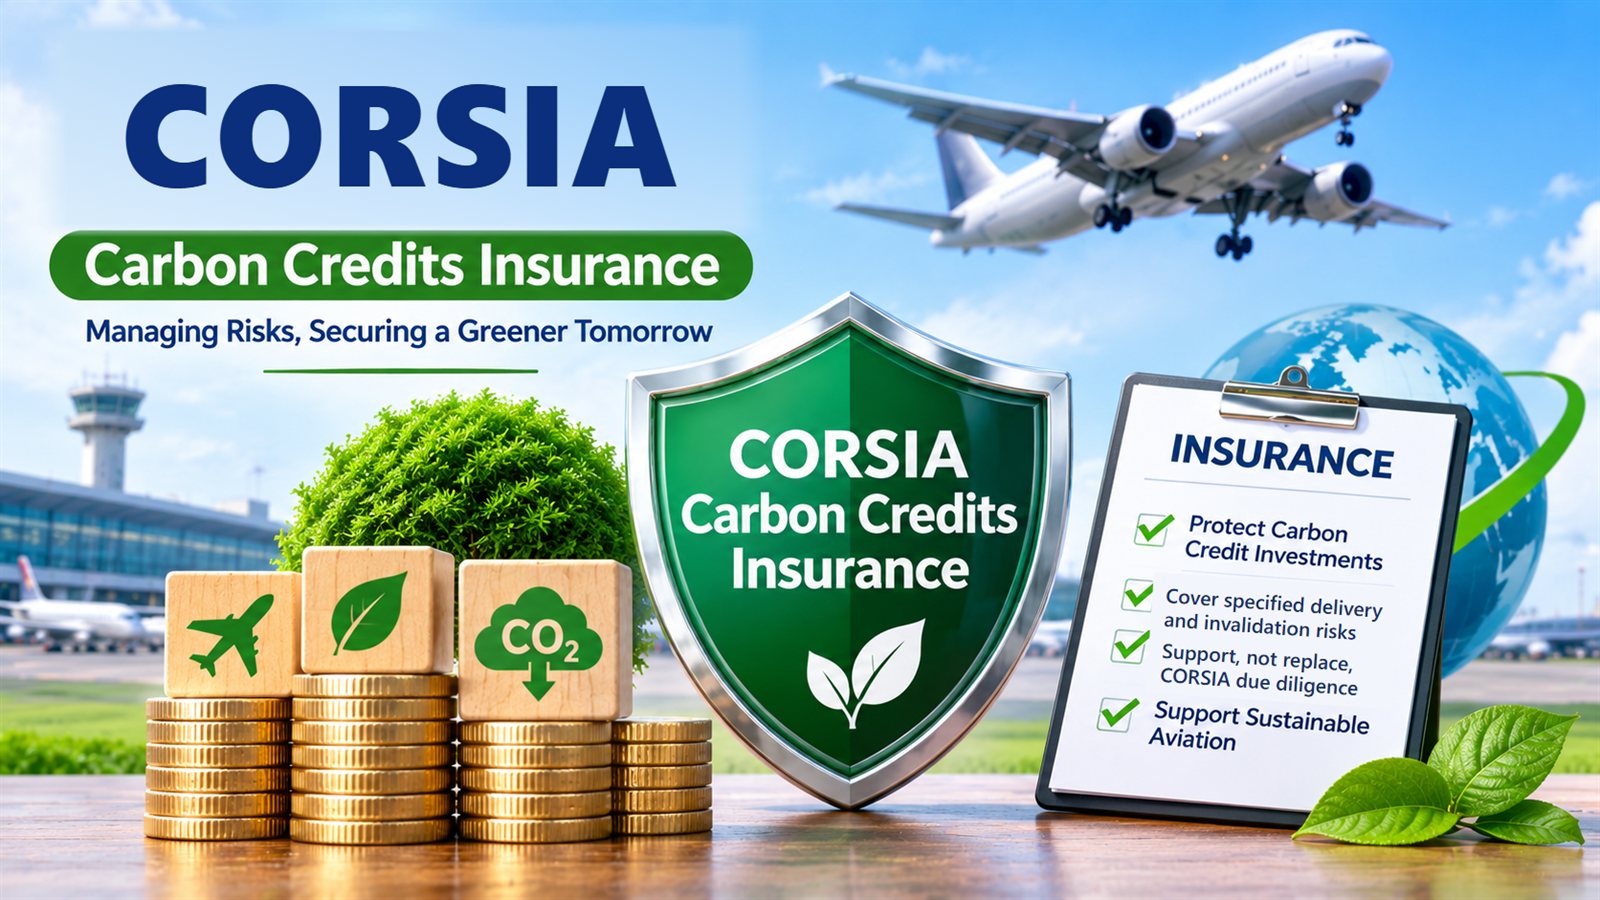 CORSIA
Carbon Credits Insurance
Managing Risks, Securing a Greener Tomorrow
CO2
CORSIA
Carbon Credits
Insurance
INSURANCE
Protect Carbon
Credit Investments
Cover specified delivery
and invalidation risks
Support, not replace,
CORSIA due diligence
Support Sustainable
Aviation